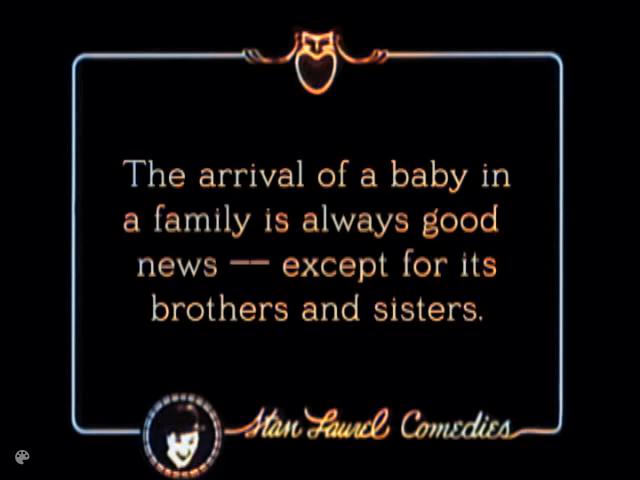 The arrival of a baby in
a family is always good
news —— except for its
brothers and sisters.
Stan Laurel Comedies